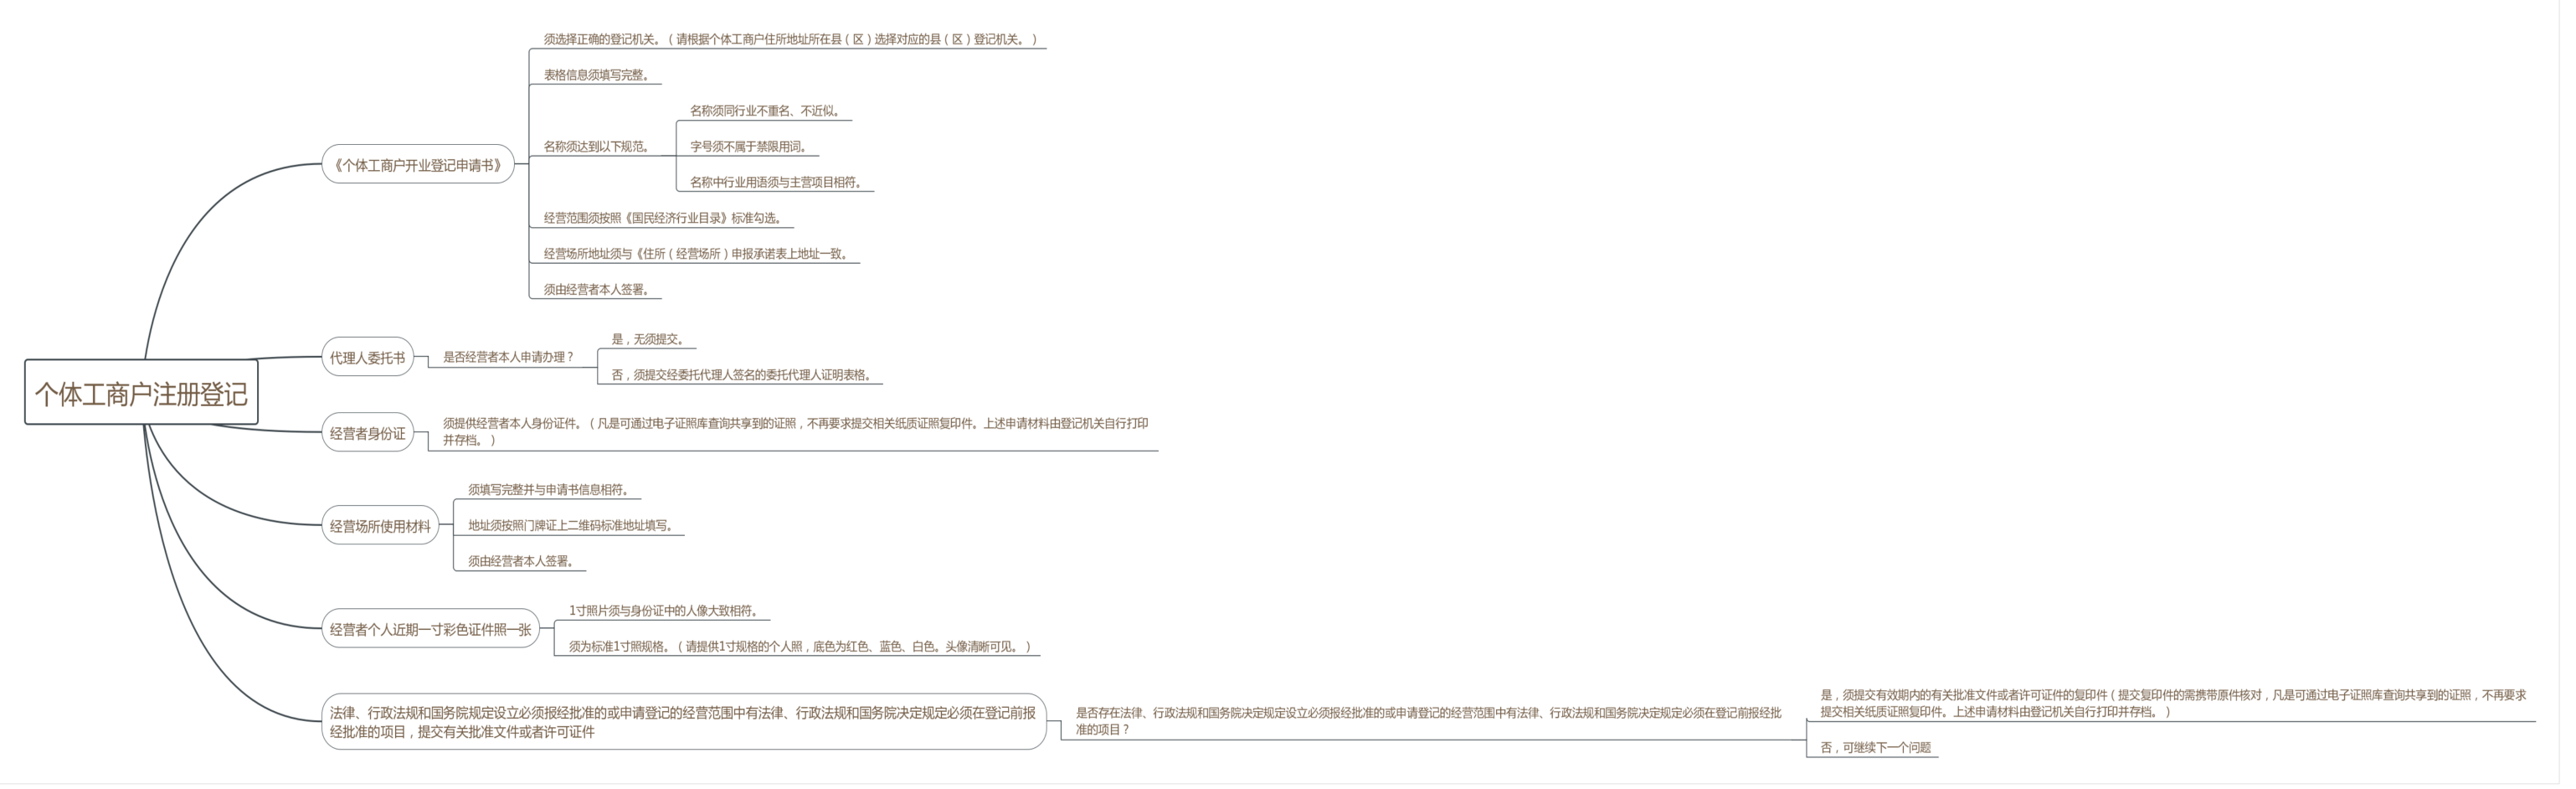 个体工商户注册登记
《个体工商户开业登记申请书》
须选择正确的登记机关。（请根据个体工商户住所地址所在县（区）选择对应的县（区）登记机关。）
表格信息须填写完整。
名称须达到以下规范。
名称须同行业不重名、不近似。
字号须不属于禁限用词。
名称中行业用语须与主营项目相符。
经营范围须按照《国民经济行业目录》标准勾选。
经营场所地址须与《住所（经营场所）申报承诺表上地址一致。
须由经营者本人签署。
代理人委托书
是否经营者本人申请办理？
是，无须提交。
否，须提交经委托代理人签名的委托代理人证明表格。
经营者身份证
须提供经营者本人身份证件。（凡是可通过电子证照库查询共享到的证照，不再要求提交相关纸质证照复印件。上述申请材料由登记机关自行打印
并存档。）
经营场所使用材料
须填写完整并与申请书信息相符。
地址须按照门牌证上二维码标准地址填写。
须由经营者本人签署。
经营者个人近期一寸彩色证件照一张
1寸照片须与身份证中的人像大致相符。
须为标准1寸照规格。（请提供1寸规格的个人照，底色为红色、蓝色、白色。头像清晰可见。）
法律、行政法规和国务院规定设立必须报经批准的或申请登记的经营范围中有法律、行政法规和国务院决定规定必须在登记前报
经批准的项目，提交有关批准文件或者许可证件
是否存在法律、行政法规和国务院决定规定设立必须报经批准的或申请登记的经营范围中有法律、行政法规和国务院决定规定必须在登记前报经批
准的项目？
是，须提交有效期内的有关批准文件或者许可证件的复印件（提交复印件的需携带原件核对，凡是可通过电子证照库查询共享到的证照，不再要求
提交相关纸质证照复印件。上述申请材料由登记机关自行打印并存档。）
否，可继续下一个问题